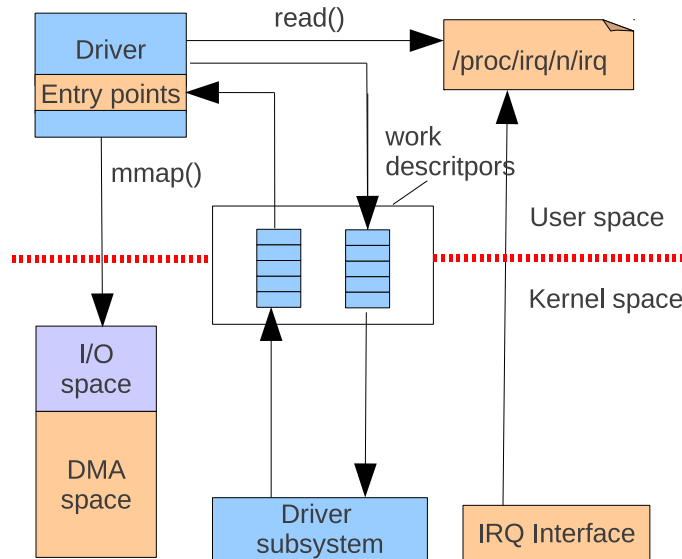 read()
Driver
/proc/irq/n/irq
Entry points
work
descritpors
mmap()
User space
Kernel space
I/O
space
DMA
space
Driver
subsystem
IRQ Interface